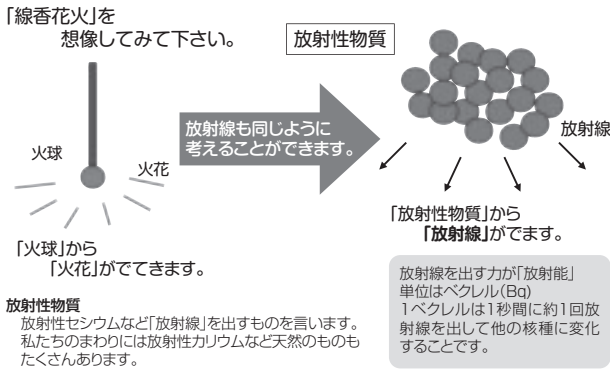 「線香花火」を
想像してみて下さい。
火球
火花
「火球」から
「火花」がでてきます。
放射線も同じように
考えることができます。
放射性物質
放射線
「放射性物質」から
「放射線」がでます。
放射線を出す力が「放射能」
単位はベクレル(Bq)
1ベクレルは1秒間に約1回放
射線を出して他の核種に変化
することです。
放射性物質
放射性セシウムなど「放射線」を出すものを言います。
私たちのまわりには放射性カリウムなど天然のものも
たくさんあります。